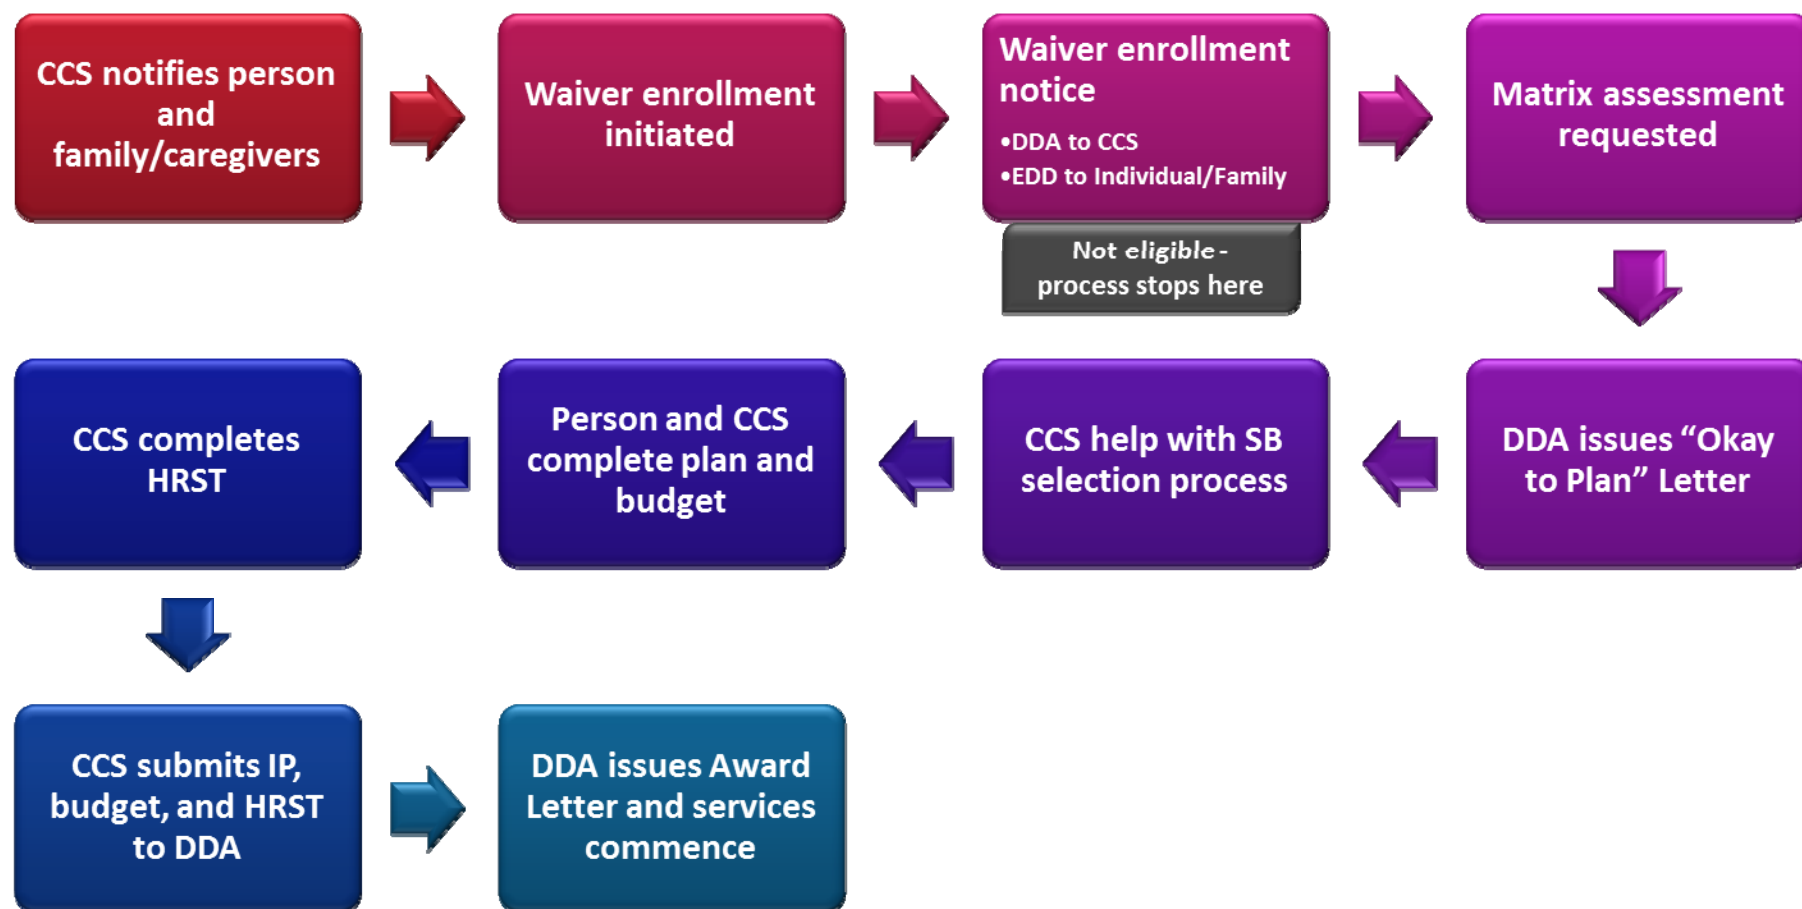 CCS notifies person
and
family/caregivers
Waiver enrollment
initiated
Waiver enrollment
notice
•DDA to CCS
•EDD to Individual/Family
Not eligible -
process stops here
Matrix assessment
requested
DDA issues “Okay
to Plan” Letter
CCS help with SB
selection process
Person and CCS
complete plan and
budget
CCS completes
HRST
CCS submits IP,
budget, and HRST
to DDA
DDA issues Award
Letter and services
commence